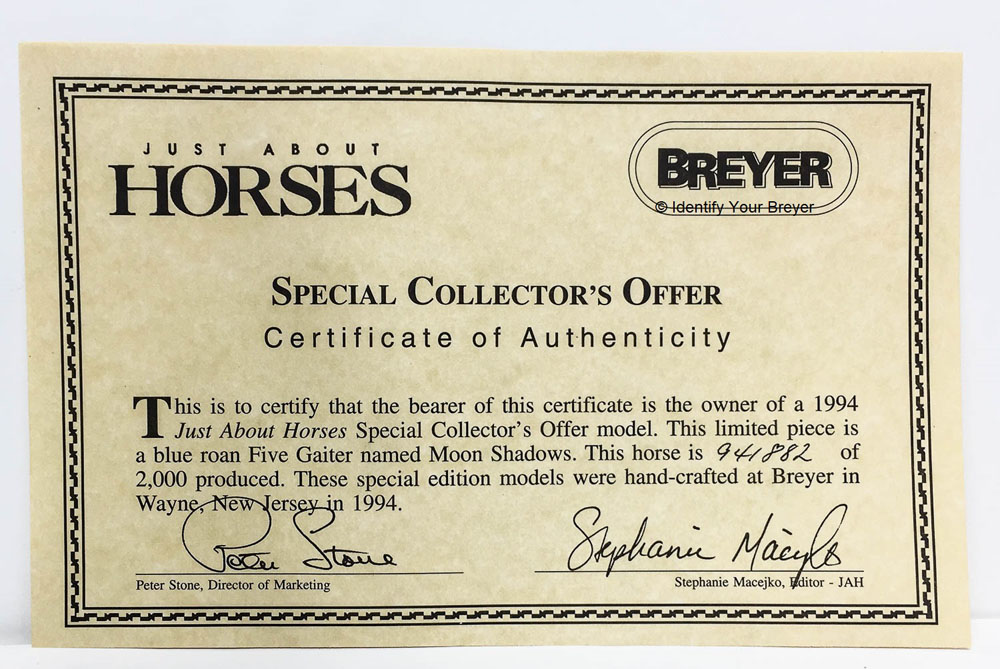 JUST ABOUT
HORSES
BREYER
© Identify Your Breyer
SPECIAL COLLECTOR'S OFFER
Certificate of Authenticity
This is to certify that the bearer of this certificate is the owner of a 1994
Just About Horses Special Collector's Offer model. This limited piece is
a blue roan Five Gaiter named Moon Shadows. This horse is 941882 of
2,000 produced. These special edition models were hand-crafted at Breyer in
Wayne, New Jersey in 1994.
Peter Stone
Stephanie Macejko
Peter Stone, Director of Marketing
Stephanie Macejko, Editor - JAH